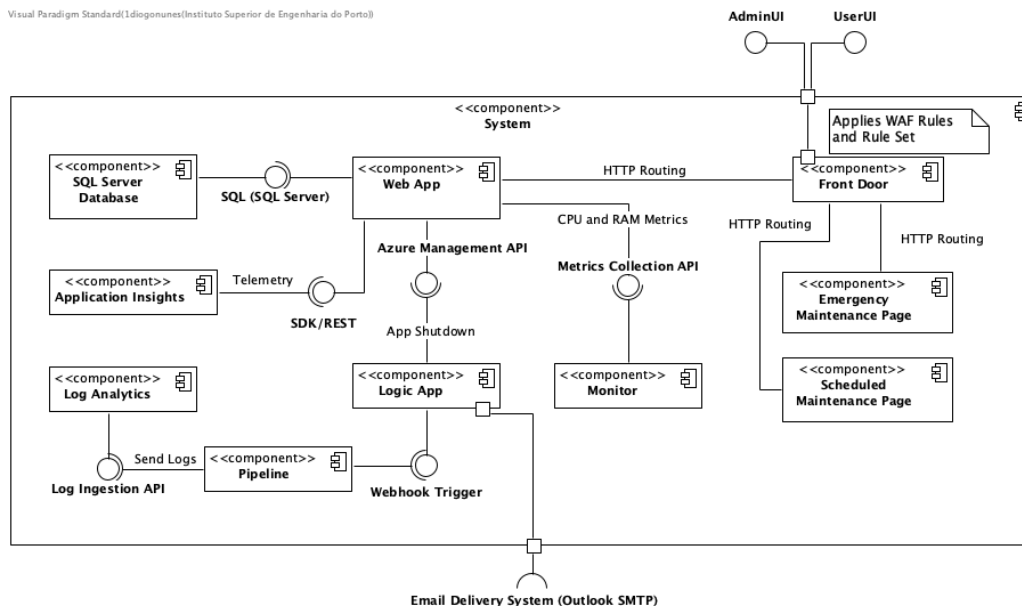 Visual Paradigm Standard(1diogonunes(Instituto Superior de Engenharia do Porto))
AdminUI
UserUI
<<component>>
System
Applies WAF Rules
and Rule Set
<<component>>
SQL Server
Database
SQL (SQL Server)
<<component>>
Web App
HTTP Routing
<<component>>
Front Door
CPU and RAM Metrics
HTTP Routing
HTTP Routing
Azure Management API
Metrics Collection API
<<component>>
Application Insights
Telemetry
SDK/REST
<<component>>
Emergency
Maintenance Page
App Shutdown
<<component>>
Log Analytics
<<component>>
Logic App
<<component>>
Monitor
<<component>>
Scheduled
Maintenance Page
Send Logs
Log Ingestion API
<<component>>
Pipeline
Webhook Trigger
Email Delivery System (Outlook SMTP)